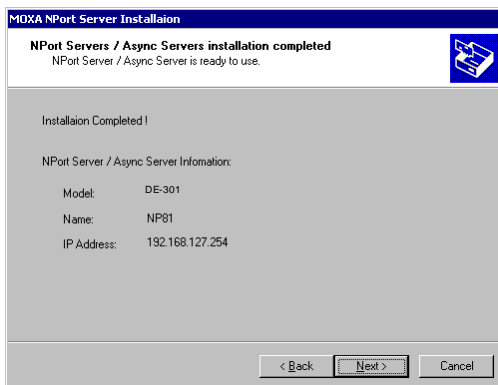 MOXA NPort Server Installaion
NPort Servers / Async Servers installation completed
NPort Server / Async Server is ready to use.
Installaion Completed !
NPort Server / Async Server Infomation:
Model: DE-301
Name: NP81
IP Address: 192.168.127.254
< Back Next > Cancel